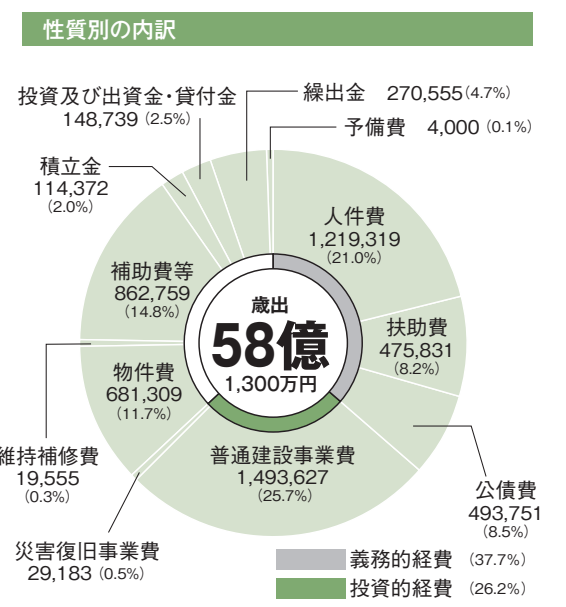 性質別の内訳
投資及び出資金・貸付金
148,739（2.5%）
繰出金 270,555（4.7%）
予備費 4,000（0.1%）
積立金
114,372
（2.0%）
人件費
1,219,319
（21.0%）
補助費等
862,759
（14.8%）
歳出
58億
1,300万円
扶助費
475,831
（8.2%）
物件費
681,309
（11.7%）
維持補修費
19,555
（0.3%）
普通建設事業費
1,493,627
（25.7%）
公債費
493,751
（8.5%）
災害復旧事業費
29,183（0.5%）
義務的経費（37.7%）
投資的経費（26.2%）